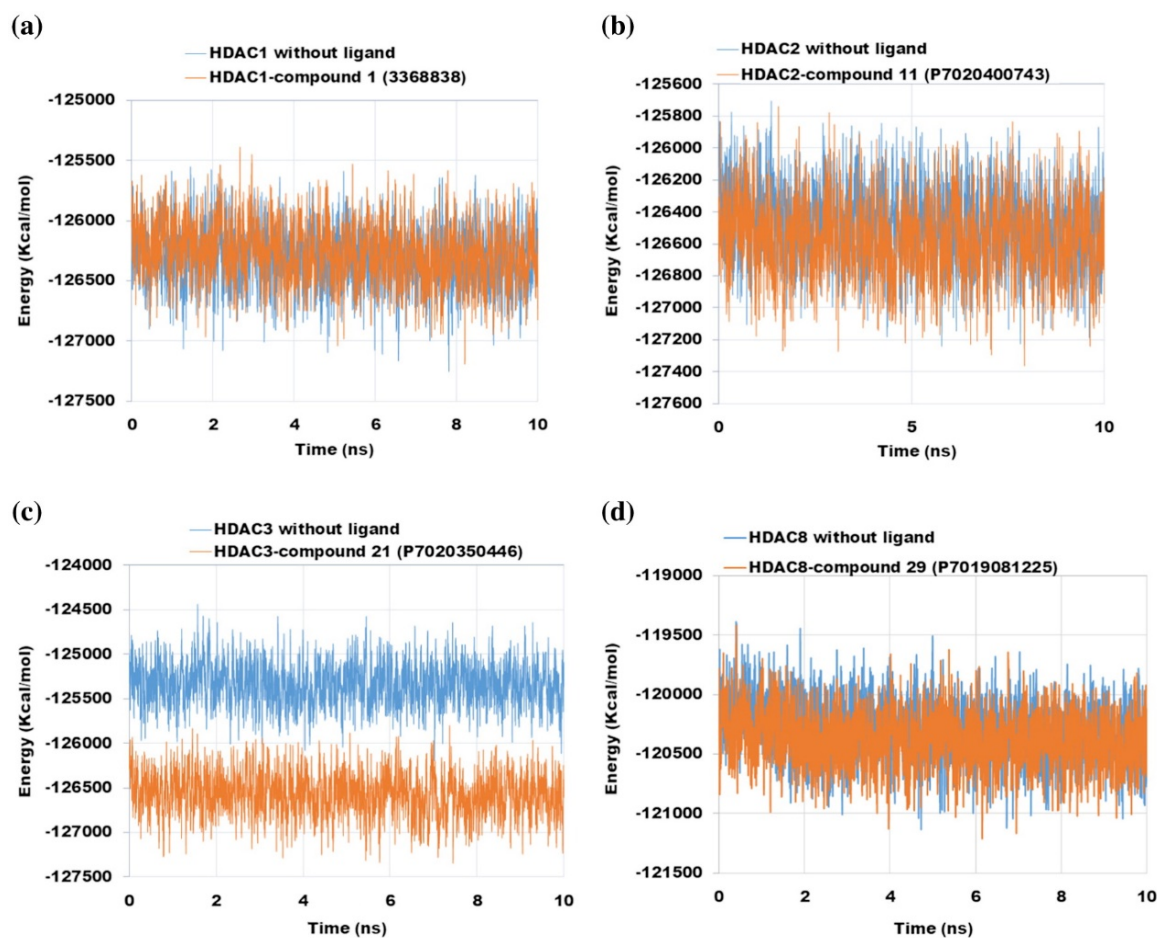 (a)
HDAC1 without ligand
HDAC1-compound 1 (3368838)
-125000
-125500
-126000
-126500
-127000
-127500
Energy (Kcal/mol)
0 2 4 6 8 10
Time (ns)
(b)
HDAC2 without ligand
HDAC2-compound 11 (P7020400743)
-125600
-125800
-126000
-126200
-126400
-126600
-126800
-127000
-127200
-127400
-127600
Energy (Kcal/mol)
0 5 10
Time (ns)
(c)
HDAC3 without ligand
HDAC3-compound 21 (P7020350446)
-124000
-124500
-125000
-125500
-126000
-126500
-127000
-127500
Energy (Kcal/mol)
0 2 4 6 8 10
Time (ns)
(d)
HDAC8 without ligand
HDAC8-compound 29 (P7019081225)
-119000
-119500
-120000
-120500
-121000
-121500
Energy (Kcal/mol)
0 2 4 6 8 10
Time (ns)